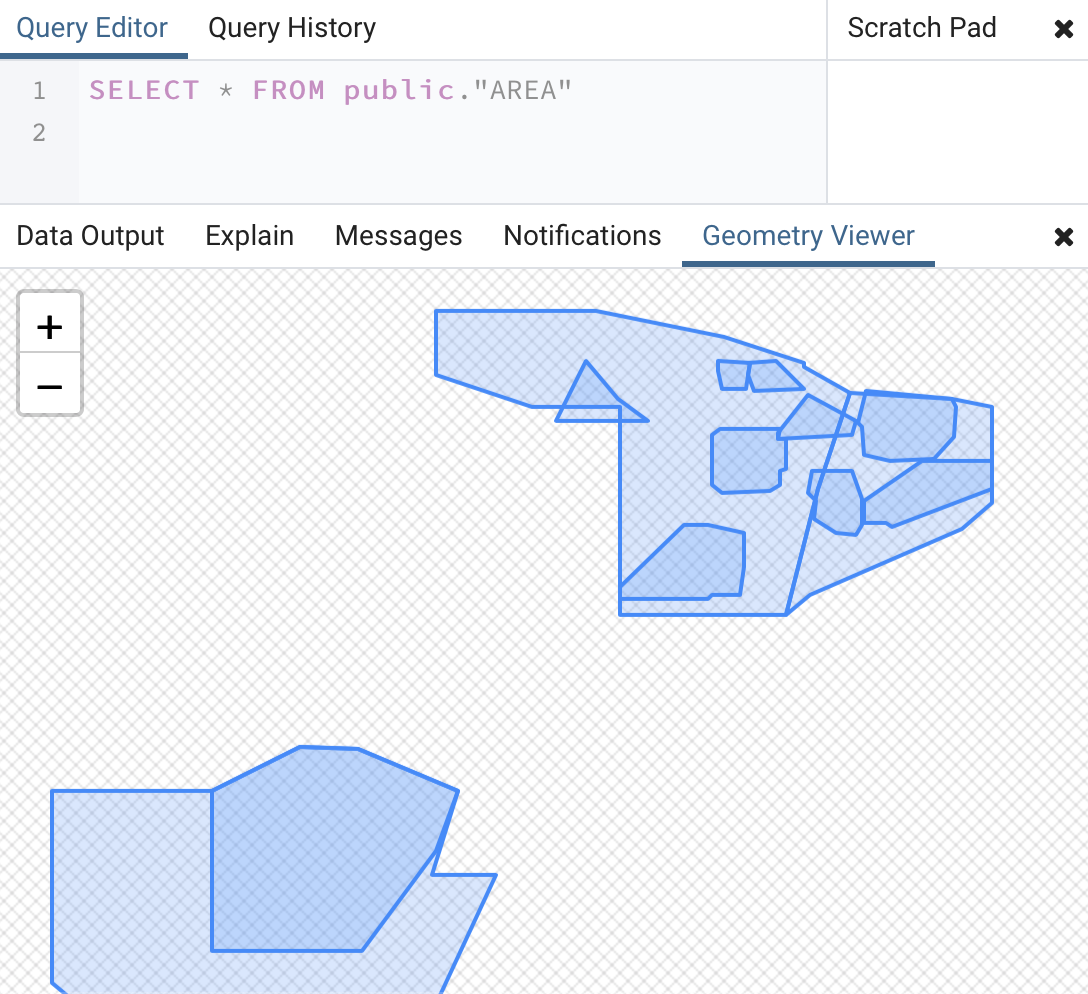 Query Editor Query History Scratch Pad ✖
1 SELECT * FROM public."AREA"
2
Data Output Explain Messages Notifications Geometry Viewer ✖
+
−